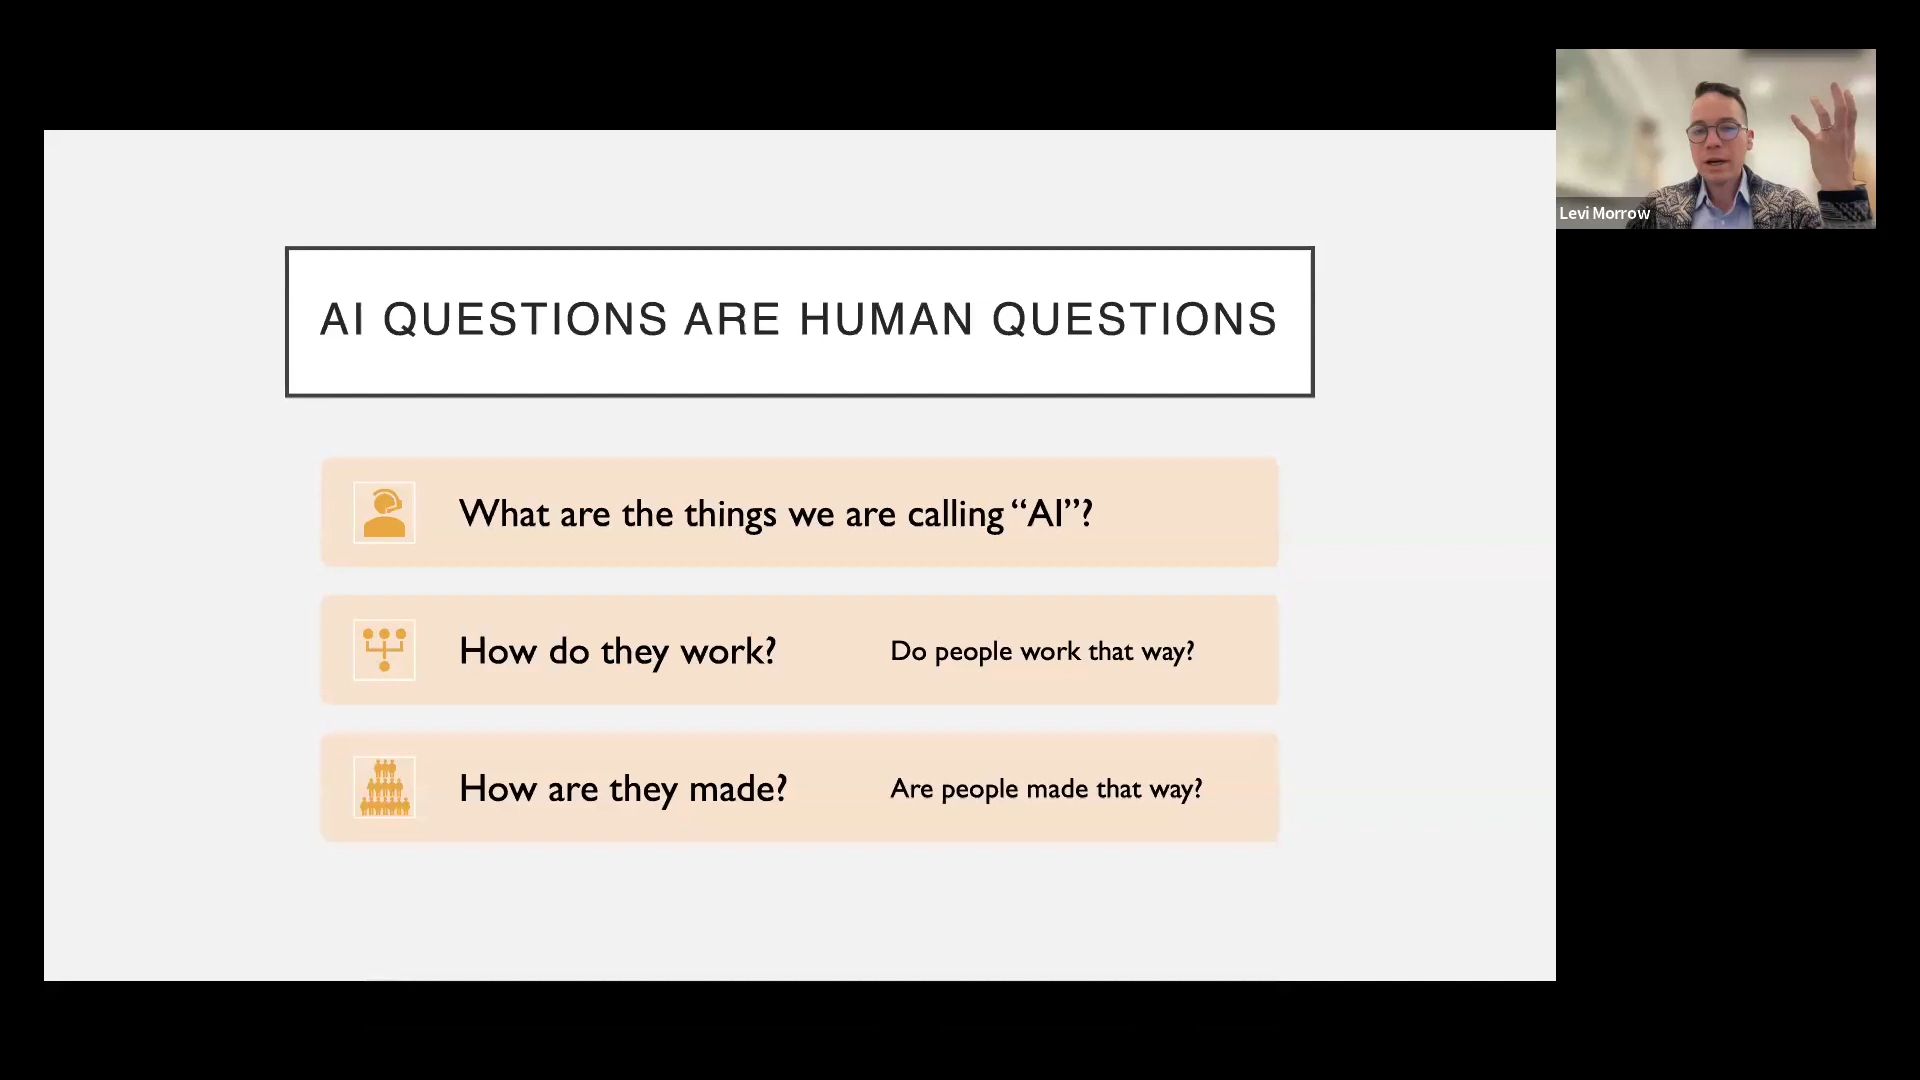 AI QUESTIONS ARE HUMAN QUESTIONS
What are the things we are calling “AI”?
How do they work?
Do people work that way?
How are they made?
Are people made that way?
Levi Morrow